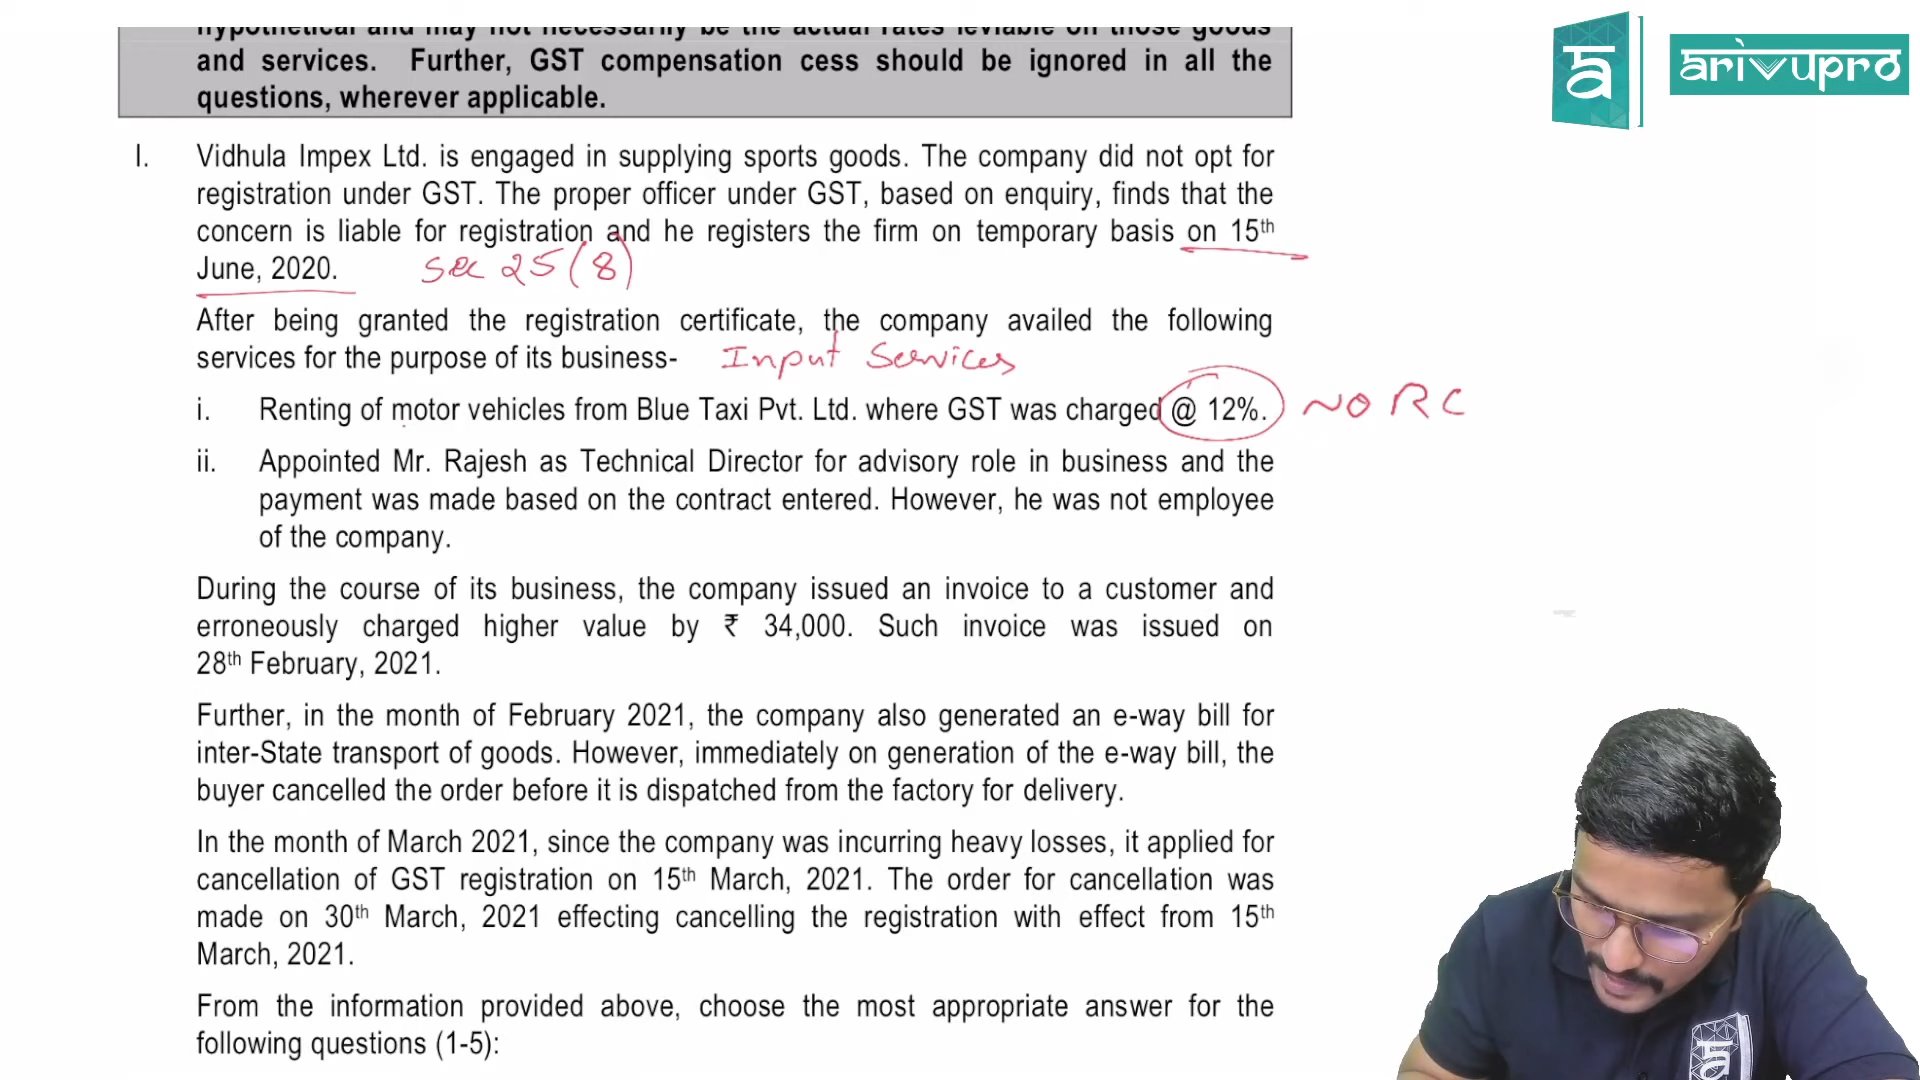 hypothetical and may not necessarily be the actual rates leviable on those goods
and services. Further, GST compensation cess should be ignored in all the
questions, wherever applicable.
ā
arivupro
I. Vidhula Impex Ltd. is engaged in supplying sports goods. The company did not opt for
registration under GST. The proper officer under GST, based on enquiry, finds that the
concern is liable for registration and he registers the firm on temporary basis on 15th
June, 2020. Sec 25(8)
After being granted the registration certificate, the company availed the following
services for the purpose of its business- Input Services
i. Renting of motor vehicles from Blue Taxi Pvt. Ltd. where GST was charged @ 12%. NO RC
ii. Appointed Mr. Rajesh as Technical Director for advisory role in business and the
payment was made based on the contract entered. However, he was not employee
of the company.
During the course of its business, the company issued an invoice to a customer and
erroneously charged higher value by ₹ 34,000. Such invoice was issued on
28th February, 2021.
Further, in the month of February 2021, the company also generated an e-way bill for
inter-State transport of goods. However, immediately on generation of the e-way bill, the
buyer cancelled the order before it is dispatched from the factory for delivery.
In the month of March 2021, since the company was incurring heavy losses, it applied for
cancellation of GST registration on 15th March, 2021. The order for cancellation was
made on 30th March, 2021 effecting cancelling the registration with effect from 15th
March, 2021.
From the information provided above, choose the most appropriate answer for the
following questions (1-5):